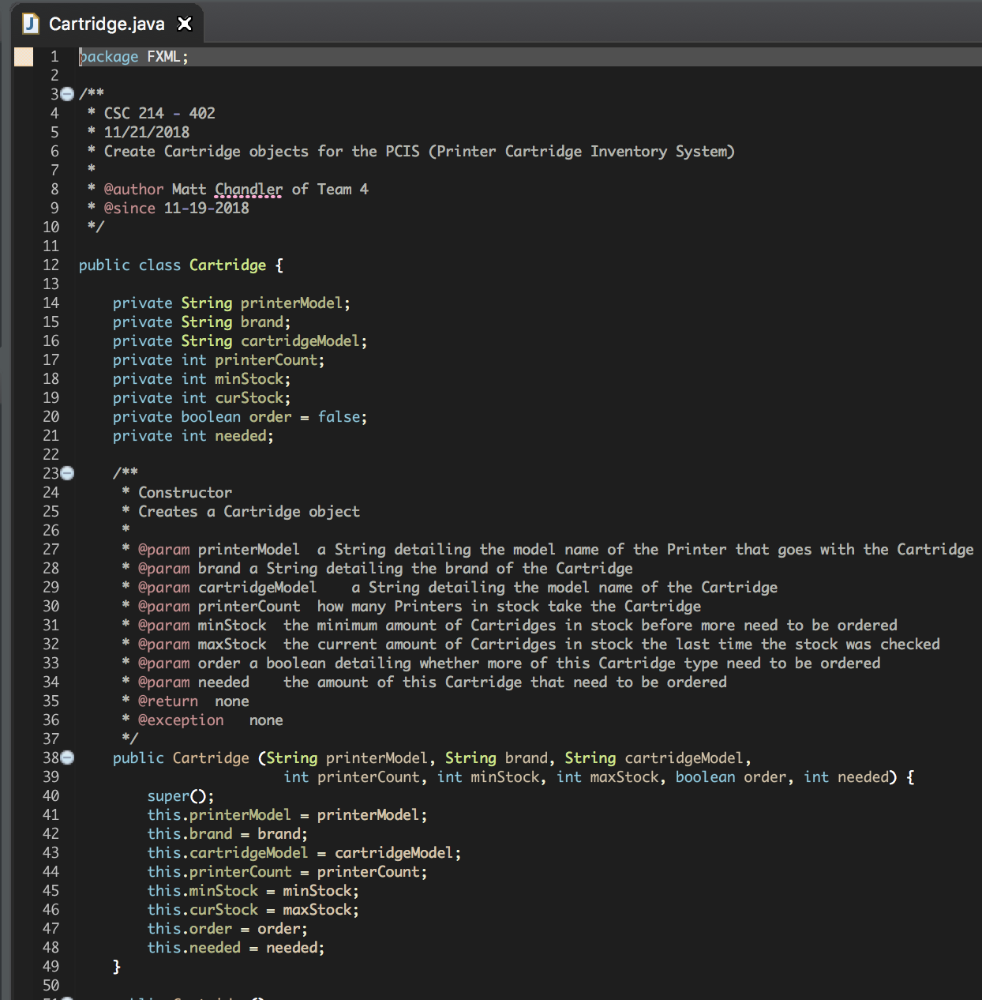 Cartridge.java
1 package FXML;
2
3 /**
4 * CSC 214 - 402
5 * 11/21/2018
6 * Create Cartridge objects for the PCIS (Printer Cartridge Inventory System)
7 *
8 * @author Matt Chandler of Team 4
9 * @since 11-19-2018
10 */
11
12 public class Cartridge {
13
14 private String printerModel;
15 private String brand;
16 private String cartridgeModel;
17 private int printerCount;
18 private int minStock;
19 private int curStock;
20 private boolean order = false;
21 private int needed;
22
23 /**
24 * Constructor
25 * Creates a Cartridge object
26 *
27 * @param printerModel  a String detailing the model name of the Printer that goes with the Cartridge
28 * @param brand a String detailing the brand of the Cartridge
29 * @param cartridgeModel    a String detailing the model name of the Cartridge
30 * @param printerCount  how many Printers in stock take the Cartridge
31 * @param minStock  the minimum amount of Cartridges in stock before more need to be ordered
32 * @param maxStock  the current amount of Cartridges in stock the last time the stock was checked
33 * @param order a boolean detailing whether more of this Cartridge type need to be ordered
34 * @param needed    the amount of this Cartridge that need to be ordered
35 * @return  none
36 * @exception   none
37 */
38 public Cartridge (String printerModel, String brand, String cartridgeModel,
39 int printerCount, int minStock, int maxStock, boolean order, int needed) {
40 super();
41 this.printerModel = printerModel;
42 this.brand = brand;
43 this.cartridgeModel = cartridgeModel;
44 this.printerCount = printerCount;
45 this.minStock = minStock;
46 this.curStock = maxStock;
47 this.order = order;
48 this.needed = needed;
49 }
50